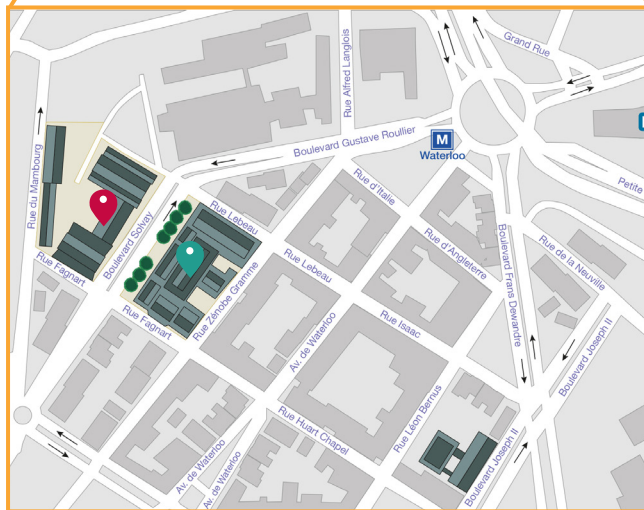 Grand Rue
Rue Alfred Langlois
Boulevard Gustave Roullier
M
Waterloo
Rue du Mambourg
Petite
Rue d'Italie
Rue Lebeau
Boulevard Solvay
Rue d'Angleterre
Boulevard Frans Dewandre
Rue de la Neuville
Rue Fagnart
Rue Lebeau
Rue Zénobe Gramme
Rue Fagnart
Av. de Waterloo
Rue Isaac
Boulevard Joseph II
Rue Léon Bernus
Rue Huart Chapel
Av. de Waterloo
Av. de Waterloo
Boulevard Joseph II